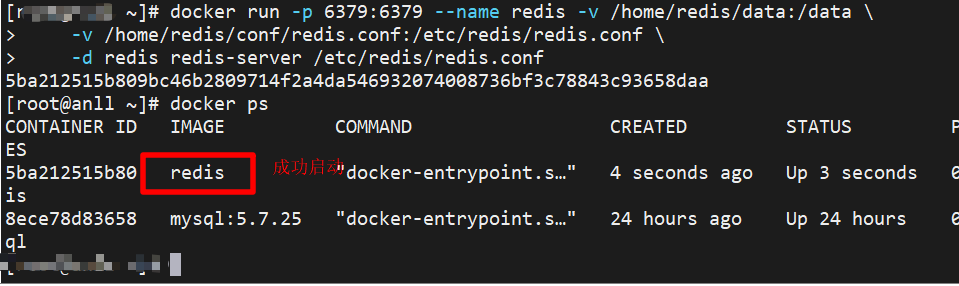 docker run -p 6379:6379 --name redis -v /home/redis/data:/data \
> -v /home/redis/conf/redis.conf:/etc/redis/redis.conf \
> -d redis redis-server /etc/redis/redis.conf
5ba212515b809bc46b2809714f2a4da546932074008736bf3c78843c93658daa
[root@anll ~]# docker ps
CONTAINER ID IMAGE COMMAND CREATED STATUS P
ES
5ba212515b80 redis 成功启动 "docker-entrypoint.s…" 4 seconds ago Up 3 seconds 0
is
8ece78d83658 mysql:5.7.25 "docker-entrypoint.s…" 24 hours ago Up 24 hours 0
ql